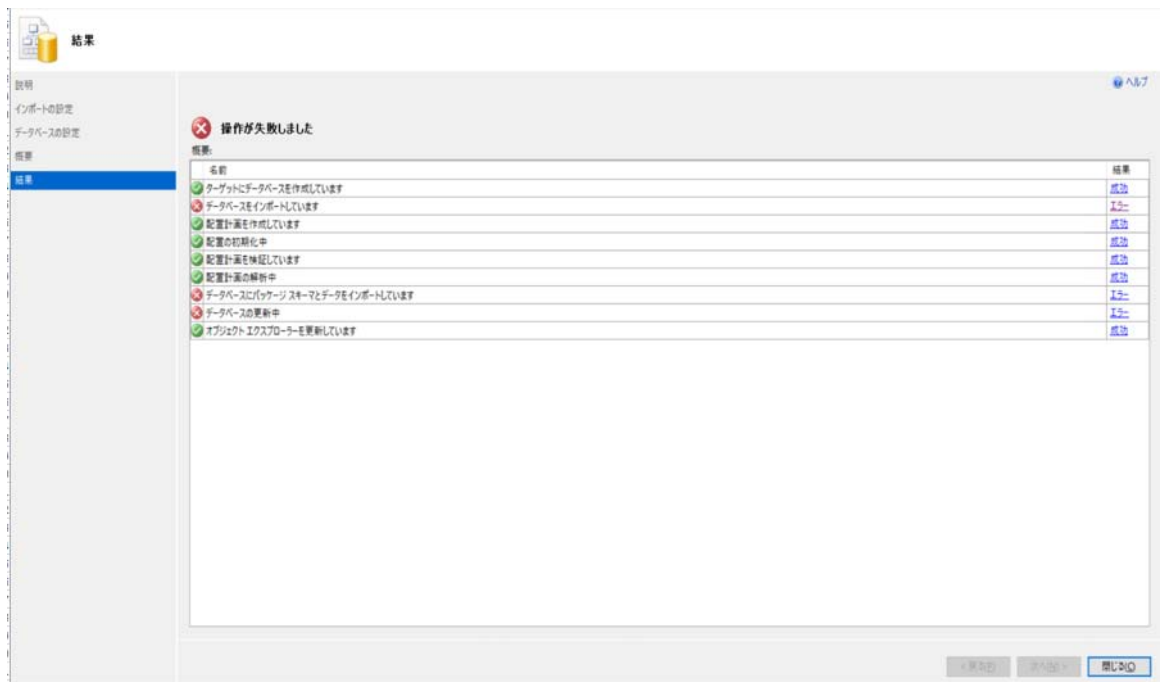 結果
説明
インポートの設定
データベースの設定
概要
結果
ヘルプ
操作が失敗しました
概要:
名前 結果
ターゲットにデータベースを作成しています 成功
データベースをインポートしています エラー
配置計画を作成しています 成功
配置の初期化中 成功
配置計画を検証しています 成功
配置計画の解析中 成功
データベースにパッケージ スキーマとデータをインポートしています エラー
データベースの更新中 エラー
オブジェクト エクスプローラーを更新しています 成功
< 戻る(P) 次へ(N) > 閉じる(C)